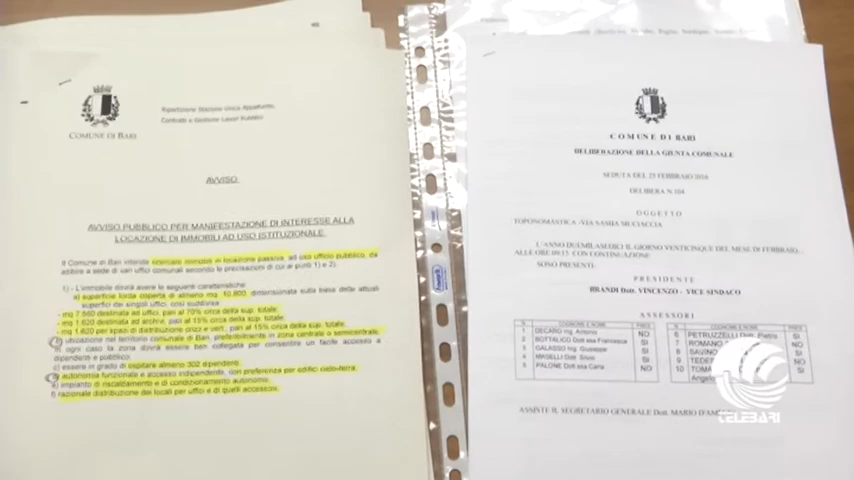 COMUNE DI BARI
Ripartizione Stazione Unica Appaltante,
Contratti e Gestione Lavori Pubblici
AVVISO
AVVISO PUBBLICO PER MANIFESTAZIONE DI INTERESSE ALLA
LOCAZIONE DI IMMOBILI AD USO ISTITUZIONALE
Il Comune di Bari intende ricercare immobili in locazione passiva, ad uso ufficio pubblico, da
adibire a sede di vari uffici comunali secondo le precisazioni di cui ai punti 1) e 2).
1) - L'immobile dovrà avere le seguenti caratteristiche:
a) superficie lorda coperta di almeno mq. 10.800, dimensionata sulla base delle attuali
superfici dei singoli uffici, così suddivisa:
- mq 7.560 destinata ad uffici, pari al 70% circa della sup. totale.
- mq 1.620 destinata ad archivi, pari al 15% circa della sup. totale.
- mq 1.620 per spazi di distribuzione orizz e vert, pari al 15% circa della sup. totale.
ubicazione nel territorio comunale di Bari, preferibilmente in zona centrale o semicentrale.
In ogni caso la zona dovrà essere ben collegata per consentire un facile accesso a
dipendenti e pubblico.
c) essere in grado di ospitare almeno 302 dipendenti.
autonomia funzionale e accesso indipendente, con preferenza per edifici cielo-terra.
e) impianto di riscaldamento e di condizionamento autonomo.
f) razionale distribuzione dei locali per uffici e di quelli accessori.
COMUNE DI BARI
DELIBERAZIONE DELLA GIUNTA COMUNALE
SEDUTA DEL 25 FEBBRAIO 2016
DELIBERA N.104
OGGETTO
TOPONOMASTICA -VIA SASHA MUCIACCIA
L'ANNO DUEMILASEDICI IL GIORNO VENTICINQUE DEL MESE DI FEBBRAIO,
ALLE ORE 09:15 CON CONTINUAZIONE
SONO PRESENTI:
PRESIDENTE
BRANDI Dott. VINCENZO - VICE SINDACO
ASSESSORI
N. COGNOME E NOME PRES N. COGNOME E NOME PRES
1 DECARO Ing. Antonio NO 6 PETRUZZELLI Dott. Pietro SI
2 BOTTALICO Dott.ssa Francesca SI 7 ROMANO NO
3 GALASSO Ing. Giuseppe SI 8 SAVINO SI
4 MASELLI Dott. Silvio SI 9 TEDE NO
5 PALONE Dott.ssa Carla NO 10 TOMA SI
Angelo
ASSISTE IL SEGRETARIO GENERALE Dott. MARIO D'AM
TELEBARI